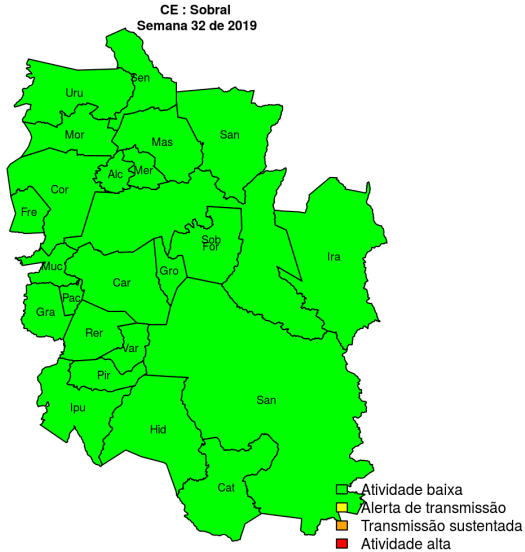 CE : Sobral
Semana 32 de 2019
Sen
Uru
Mor
Mas
San
Alc
Mer
Cor
Fre
Sob
For
Ira
Muc
Gro
Car
Pac
Gra
Rer
Var
Pir
San
Ipu
Hid
Cat
Atividade baixa
Alerta de transmissão
Transmissão sustentada
Atividade alta